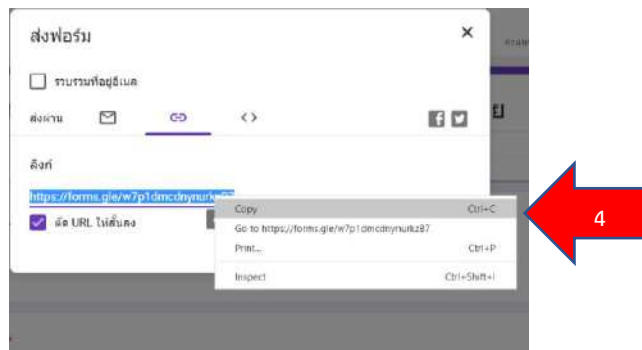 ส่งฟอร์ม
รวบรวมที่อยู่อีเมล
ส่งผ่าน
ลิงก์
https://forms.gle/w7p1dmcdnynurkz87
ตัด URL ให้สั้นลง
Copy Ctrl+C
Go to https://forms.gle/w7p1dmcdnynurkz87
Print... Ctrl+P
Inspect Ctrl+Shift+I
4